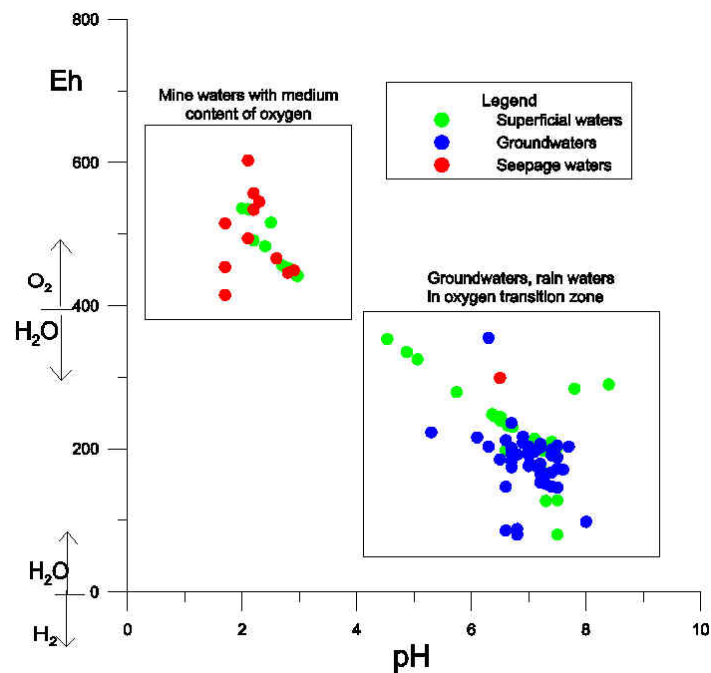 800
Eh
Mine waters with medium
content of oxygen
Legend
Superficial waters
Groundwaters
Seepage waters
600
O2
400
H2O
Groundwaters, rain waters
in oxygen transition zone
200
H2O
0
H2
0
2
4
6
8
10
pH